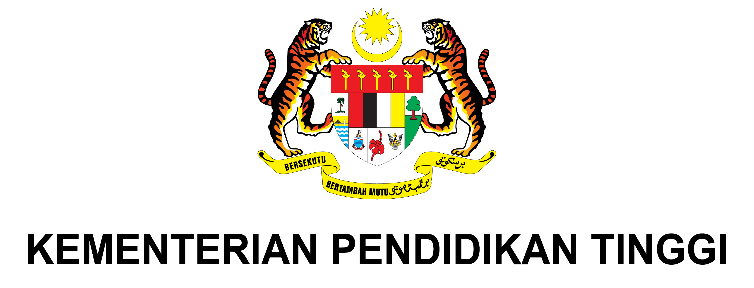 BERSEKUTU
BERTAMBAH MUTU
KEMENTERIAN PENDIDIKAN TINGGI